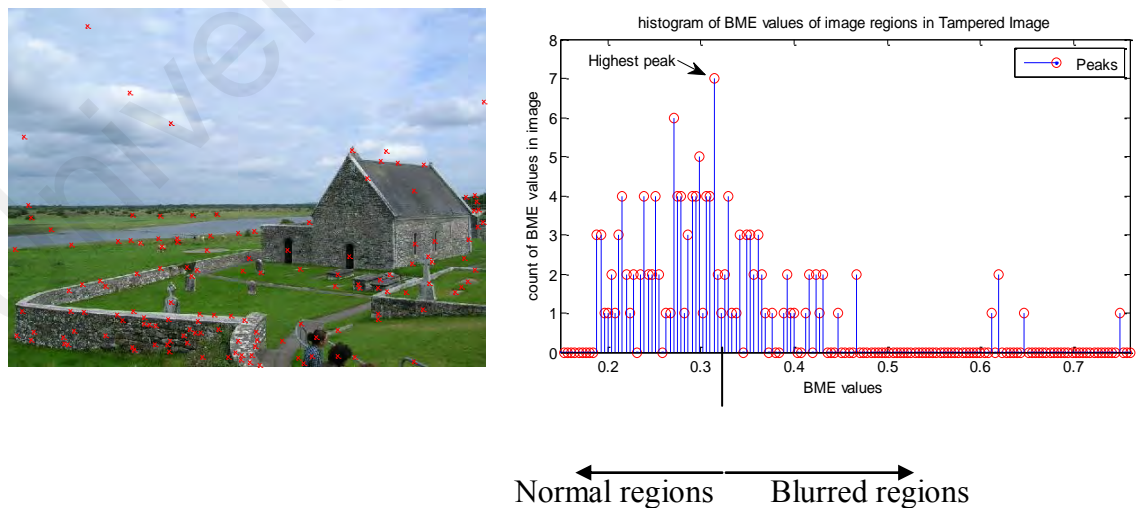 histogram of BME values of image regions in Tampered Image
8
7
6
5
4
3
2
1
0
count of BME values in image
Highest peak
Peaks
0.2 0.3 0.4 0.5 0.6 0.7
BME values
Normal regions Blurred regions